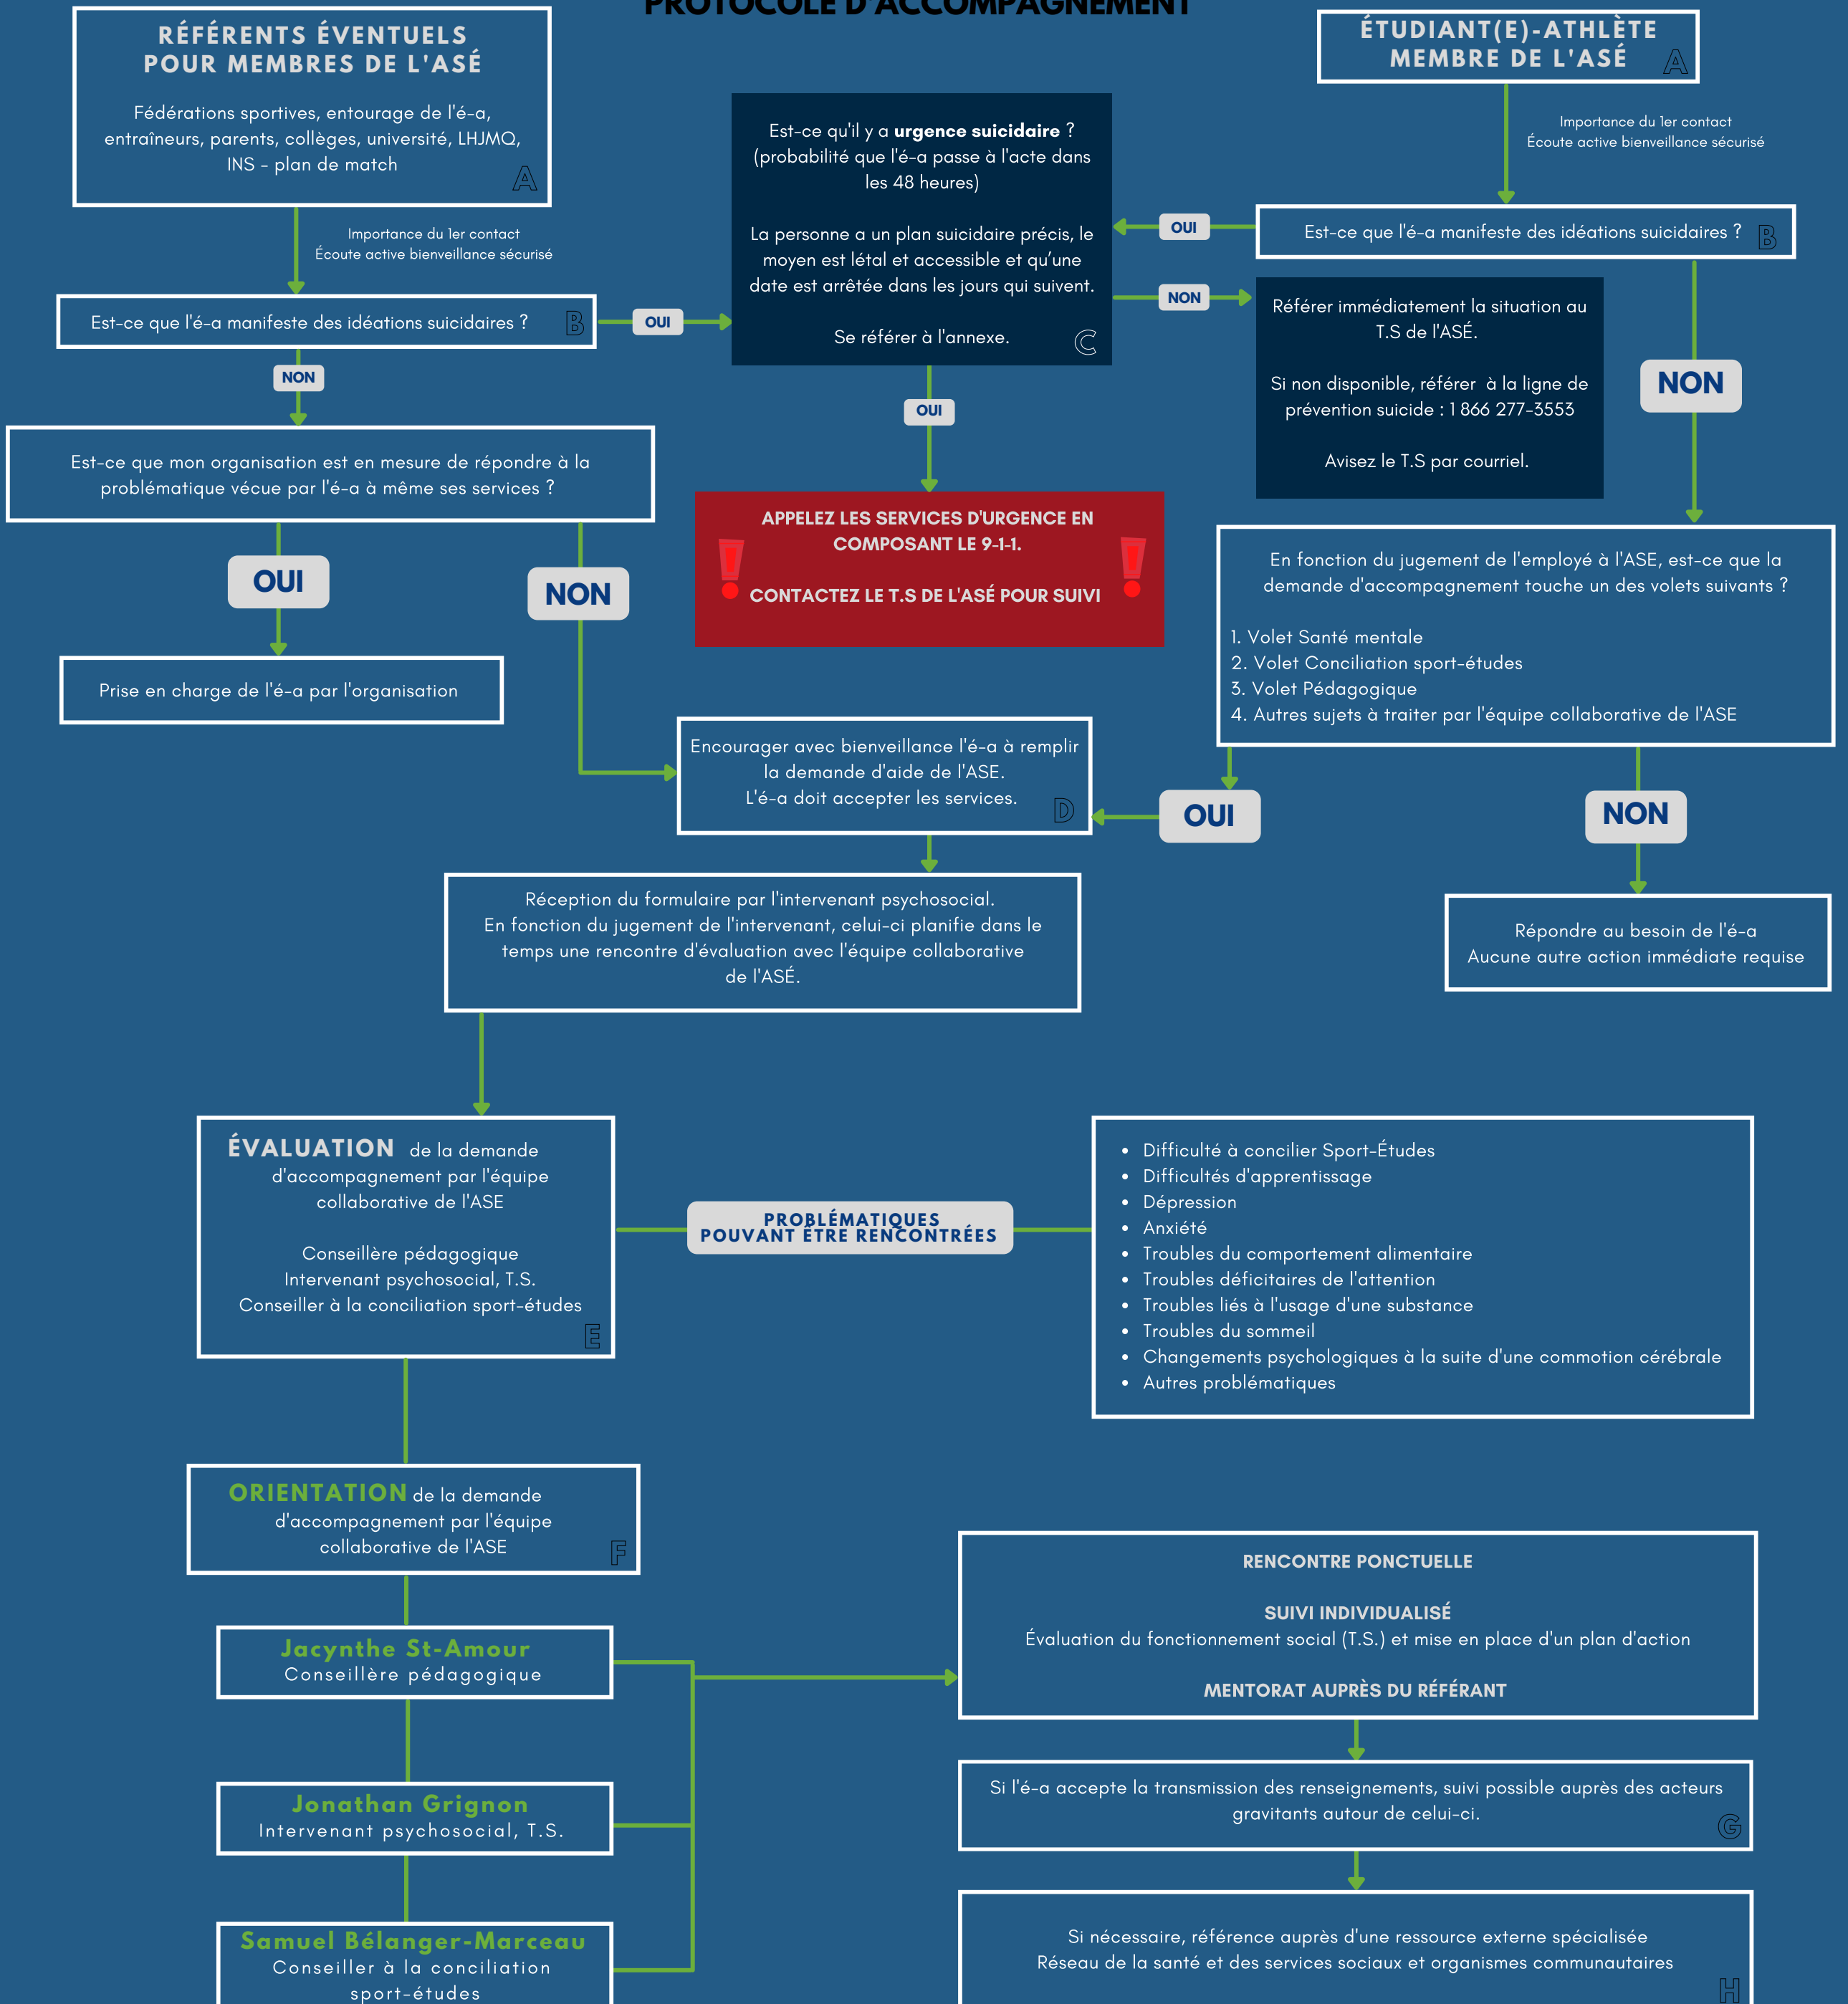 PROTOCOLE D'ACCOMPAGNEMENT
RÉFÉRENTS ÉVENTUELS
POUR MEMBRES DE L'ASÉ
Fédérations sportives, entourage de l'é-a,
entraîneurs, parents, collèges, université, LHJMQ,
INS - plan de match
A
Importance du 1er contact
Écoute active bienveillance sécurisé
Est-ce que l'é-a manifeste des idéations suicidaires ?
B
OUI
NON
Est-ce que mon organisation est en mesure de répondre à la
problématique vécue par l'é-a à même ses services ?
OUI
NON
Prise en charge de l'é-a par l'organisation
Est-ce qu'il y a urgence suicidaire ?
(probabilité que l'é-a passe à l'acte dans
les 48 heures)
La personne a un plan suicidaire précis, le
moyen est létal et accessible et qu'une
date est arrêtée dans les jours qui suivent.
Se référer à l'annexe.
C
OUI
APPELEZ LES SERVICES D'URGENCE EN
COMPOSANT LE 9-1-1.
CONTACTEZ LE T.S DE L'ASÉ POUR SUIVI
ÉTUDIANT(E)-ATHLÈTE
MEMBRE DE L'ASÉ
A
Importance du 1er contact
Écoute active bienveillance sécurisé
Est-ce que l'é-a manifeste des idéations suicidaires ?
B
OUI
NON
Référer immédiatement la situation au
T.S de l'ASÉ.
Si non disponible, référer à la ligne de
prévention suicide : 1 866 277-3553
Avisez le T.S par courriel.
NON
En fonction du jugement de l'employé à l'ASE, est-ce que la
demande d'accompagnement touche un des volets suivants ?
1. Volet Santé mentale
2. Volet Conciliation sport-études
3. Volet Pédagogique
4. Autres sujets à traiter par l'équipe collaborative de l'ASE
OUI
NON
Répondre au besoin de l'é-a
Aucune autre action immédiate requise
Encourager avec bienveillance l'é-a à remplir
la demande d'aide de l'ASE.
L'é-a doit accepter les services.
D
Réception du formulaire par l'intervenant psychosocial.
En fonction du jugement de l'intervenant, celui-ci planifie dans le
temps une rencontre d'évaluation avec l'équipe collaborative
de l'ASÉ.
ÉVALUATION de la demande
d'accompagnement par l'équipe
collaborative de l'ASE
Conseillère pédagogique
Intervenant psychosocial, T.S.
Conseiller à la conciliation sport-études
E
PROBLÉMATIQUES
POUVANT ÊTRE RENCONTRÉES
• Difficulté à concilier Sport-Études
• Difficultés d'apprentissage
• Dépression
• Anxiété
• Troubles du comportement alimentaire
• Troubles déficitaires de l'attention
• Troubles liés à l'usage d'une substance
• Troubles du sommeil
• Changements psychologiques à la suite d'une commotion cérébrale
• Autres problématiques
ORIENTATION de la demande
d'accompagnement par l'équipe
collaborative de l'ASE
F
Jacynthe St-Amour
Conseillère pédagogique
Jonathan Grignon
Intervenant psychosocial, T.S.
Samuel Bélanger-Marceau
Conseiller à la conciliation
sport-études
RENCONTRE PONCTUELLE
SUIVI INDIVIDUALISÉ
Évaluation du fonctionnement social (T.S.) et mise en place d'un plan d'action
MENTORAT AUPRÈS DU RÉFÉRANT
Si l'é-a accepte la transmission des renseignements, suivi possible auprès des acteurs
gravitants autour de celui-ci.
G
Si nécessaire, référence auprès d'une ressource externe spécialisée
Réseau de la santé et des services sociaux et organismes communautaires
H